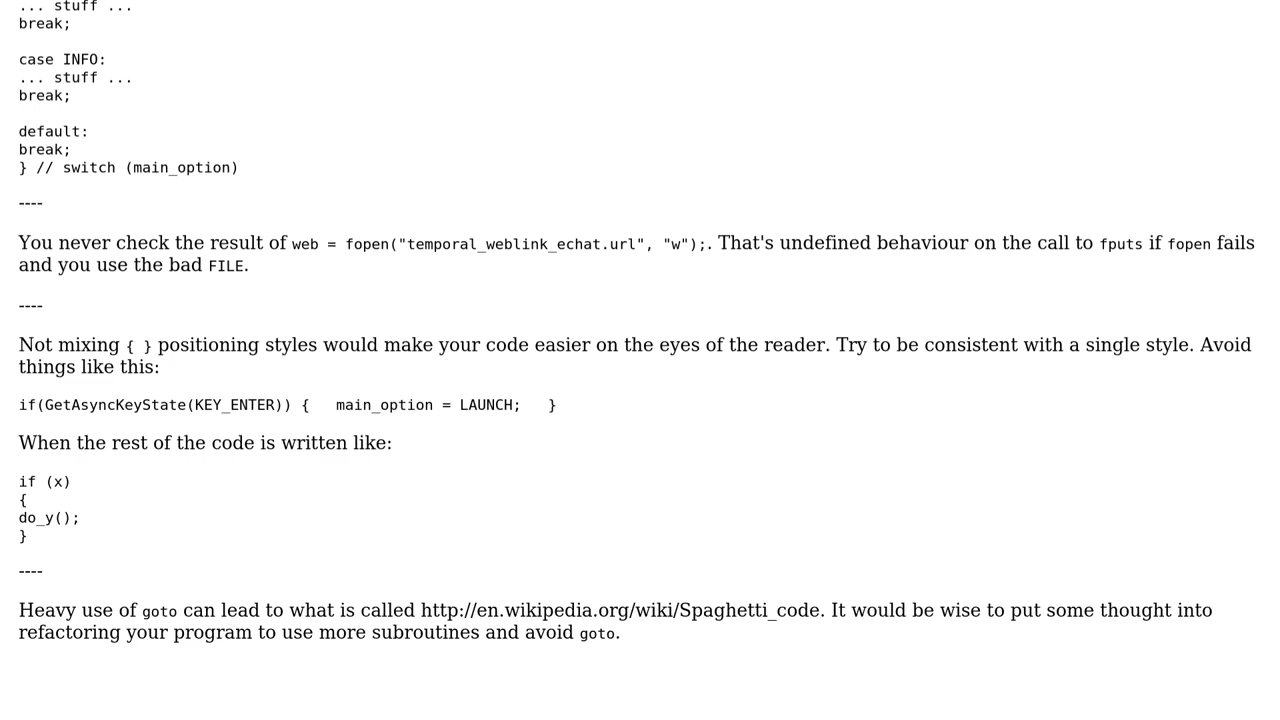 ... stuff ...
break;
case INFO:
... stuff ...
break;
default:
break;
} // switch (main_option)
----
You never check the result of web = fopen("temporal_weblink_echat.url", "w");. That's undefined behaviour on the call to fputs if fopen fails
and you use the bad FILE.
----
Not mixing { } positioning styles would make your code easier on the eyes of the reader. Try to be consistent with a single style. Avoid
things like this:
if(GetAsyncKeyState(KEY_ENTER)) {   main_option = LAUNCH;   }
When the rest of the code is written like:
if (x)
{
do_y();
}
----
Heavy use of goto can lead to what is called http://en.wikipedia.org/wiki/Spaghetti_code. It would be wise to put some thought into
refactoring your program to use more subroutines and avoid goto.